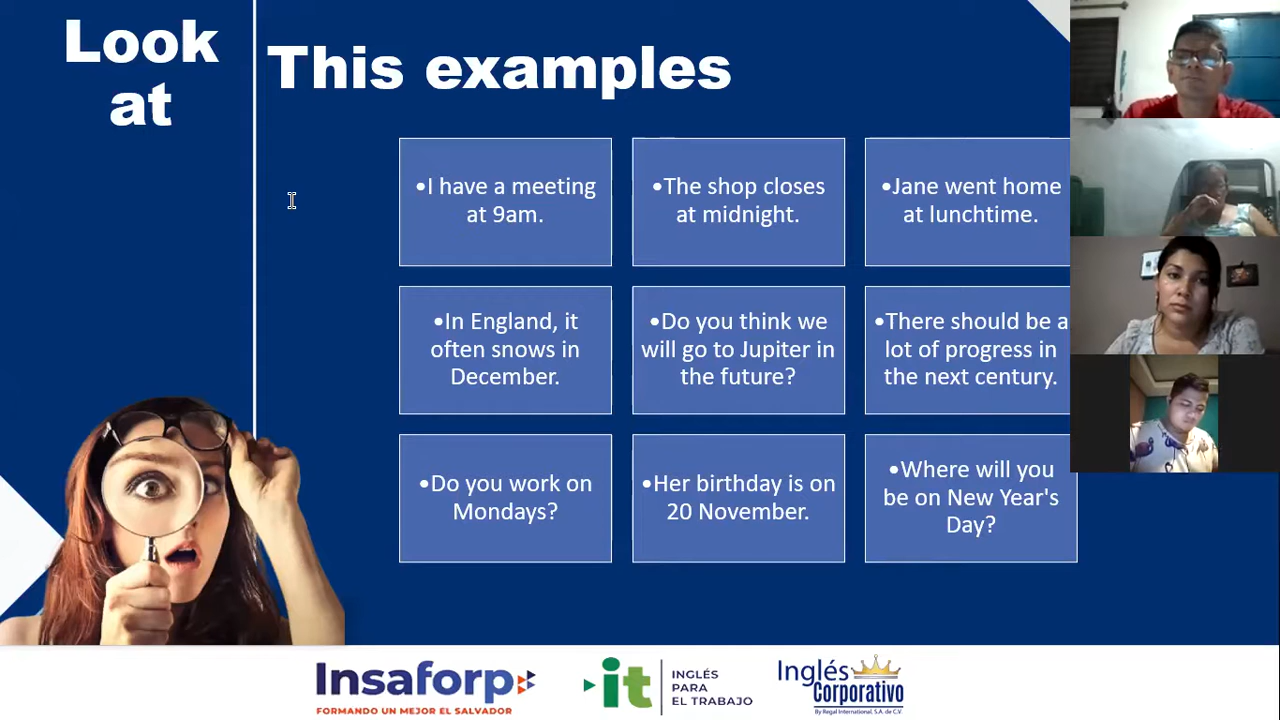 Look
at
This examples
•I have a meeting
at 9am.
•The shop closes
at midnight.
•Jane went home
at lunchtime.
•In England, it
often snows in
December.
•Do you think we
will go to Jupiter in
the future?
•There should be a
lot of progress in
the next century.
•Do you work on
Mondays?
•Her birthday is on
20 November.
•Where will you
be on New Year's
Day?
Insaforp
FORMANDO UN MEJOR EL SALVADOR
it
INGLÉS
PARA
EL TRABAJO
Inglés
Corporativo
By Regal International, S.A. de C.V.